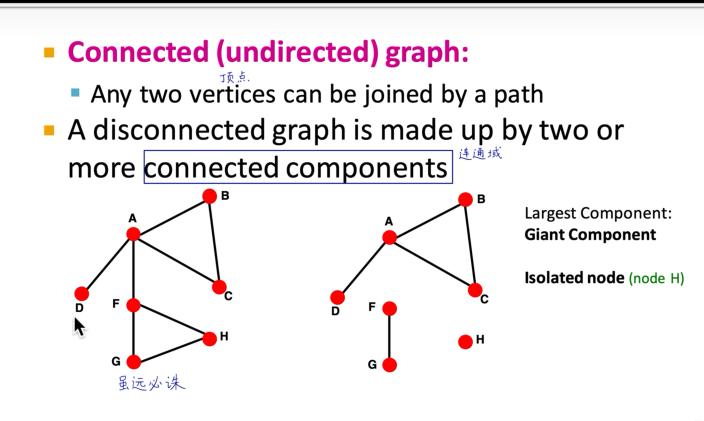 Connected (undirected) graph:
顶点.
Any two vertices can be joined by a path
A disconnected graph is made up by two or
more connected components
连通域
B
A
C
D
F
H
G
虽远必诛
B
A
C
D
F
H
G
Largest Component:
Giant Component
Isolated node (node H)